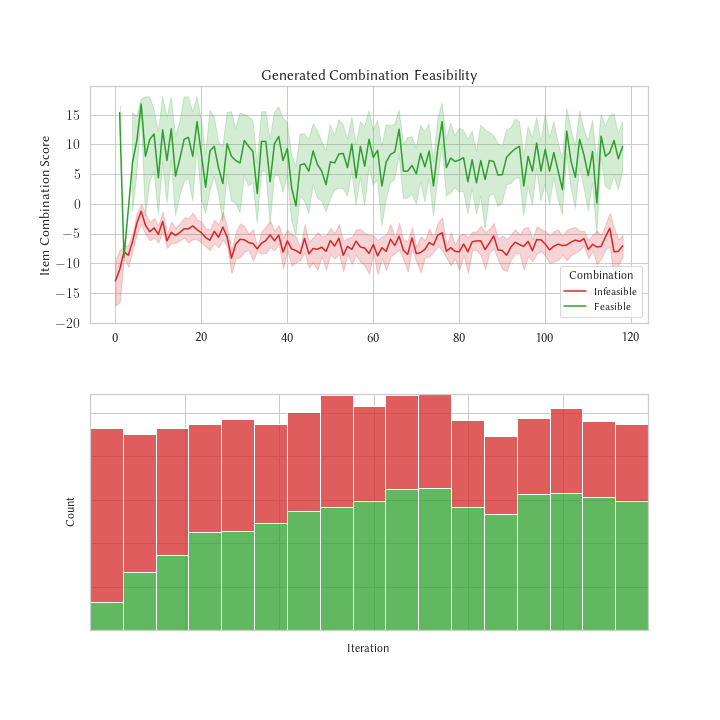 Generated Combination Feasibility
Item Combination Score
15
10
5
0
−5
−10
−15
−20
0
20
40
60
80
100
120
Combination
Infeasible
Feasible
Count
Iteration